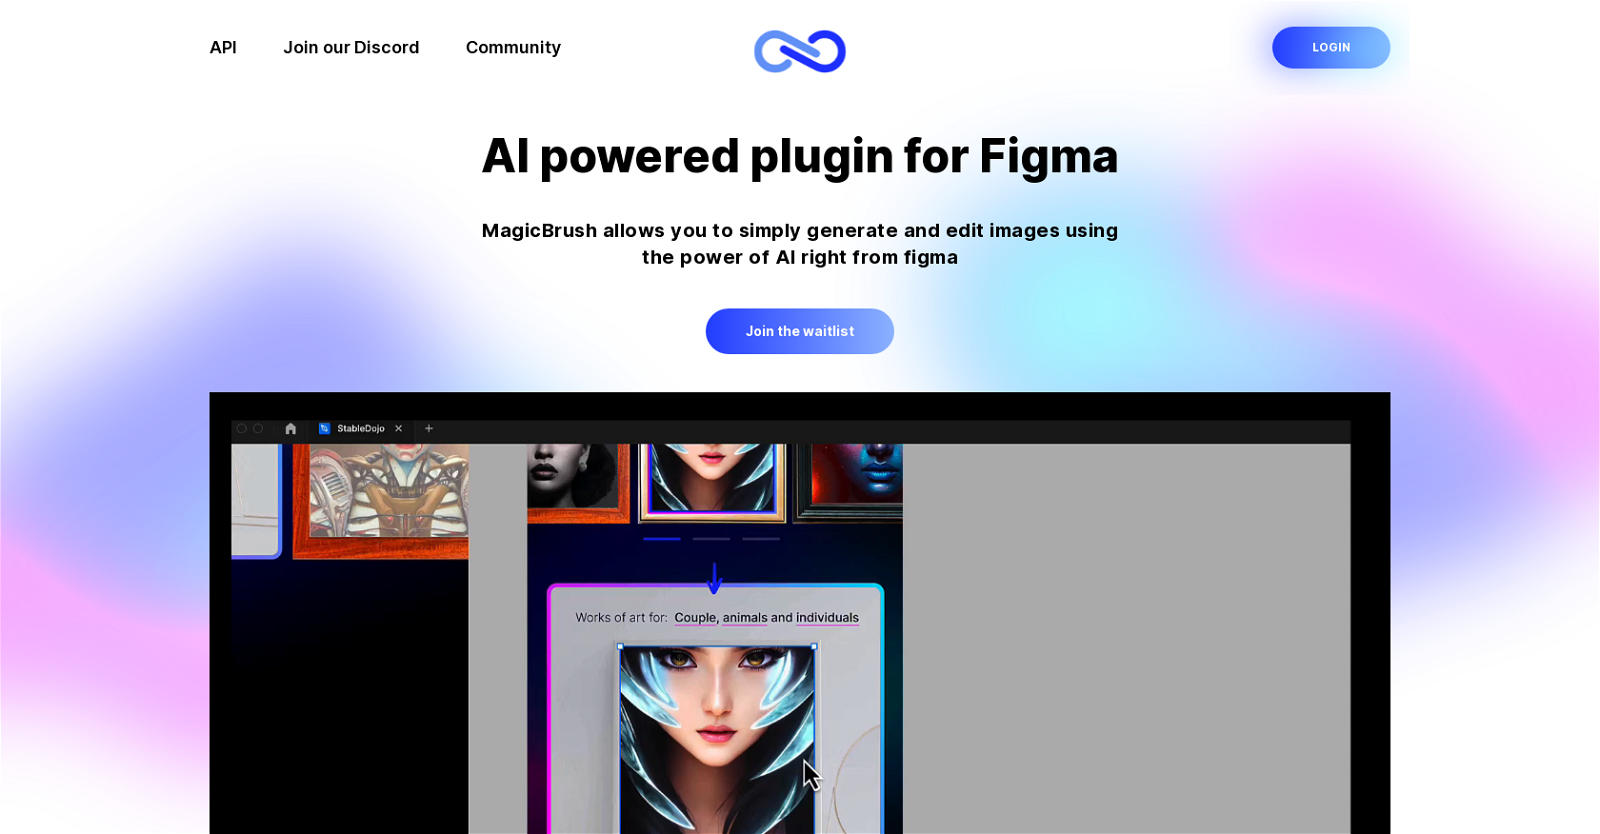 API
Join our Discord
Community
LOGIN
AI powered plugin for Figma
MagicBrush allows you to simply generate and edit images using
the power of AI right from figma
Join the waitlist
StableDojo
Works of art for: Couple, animals and individuals